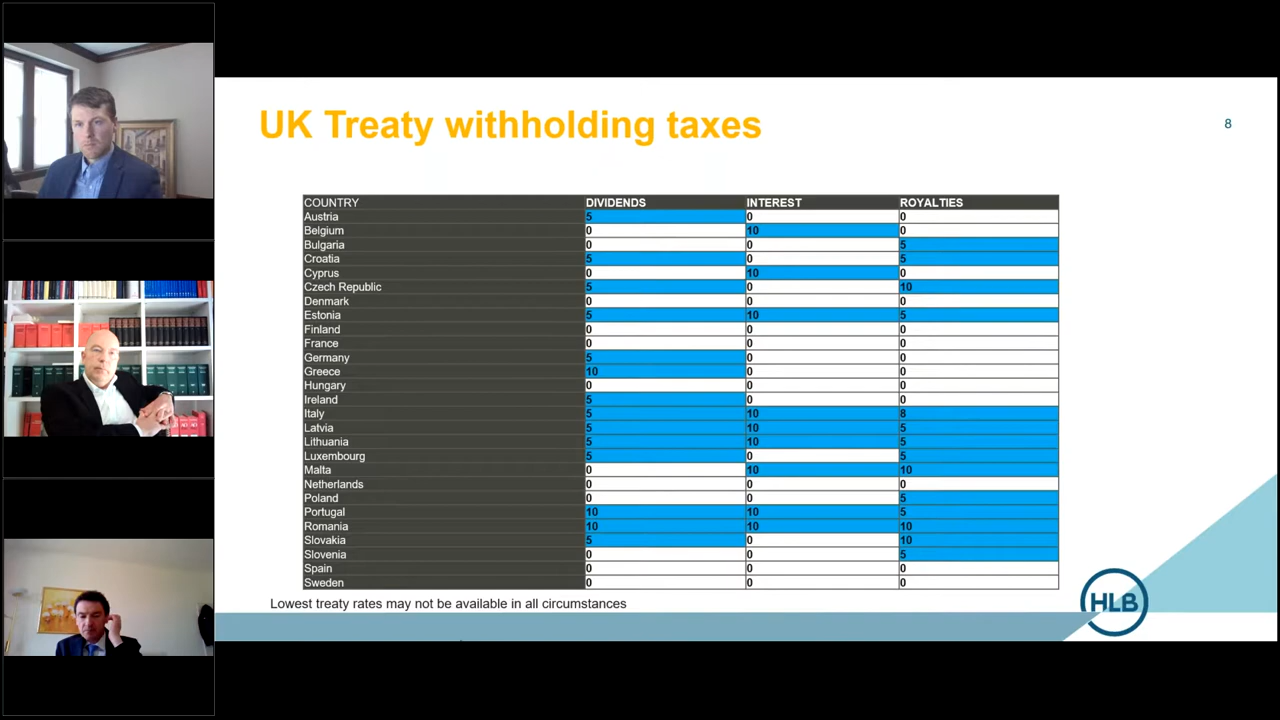 UK Treaty withholding taxes
8
COUNTRY DIVIDENDS INTEREST ROYALTIES
Austria 5 0 0
Belgium 0 10 0
Bulgaria 0 0 5
Croatia 5 0 5
Cyprus 0 10 0
Czech Republic 5 0 10
Denmark 0 0 0
Estonia 5 10 5
Finland 0 0 0
France 0 0 0
Germany 5 0 0
Greece 10 0 0
Hungary 0 0 0
Ireland 5 0 0
Italy 5 10 8
Latvia 5 10 5
Lithuania 5 10 5
Luxembourg 5 0 5
Malta 0 10 10
Netherlands 0 0 0
Poland 0 0 5
Portugal 10 10 5
Romania 10 10 10
Slovakia 5 0 10
Slovenia 0 0 5
Spain 0 0 0
Sweden 0 0 0
Lowest treaty rates may not be available in all circumstances
HLB